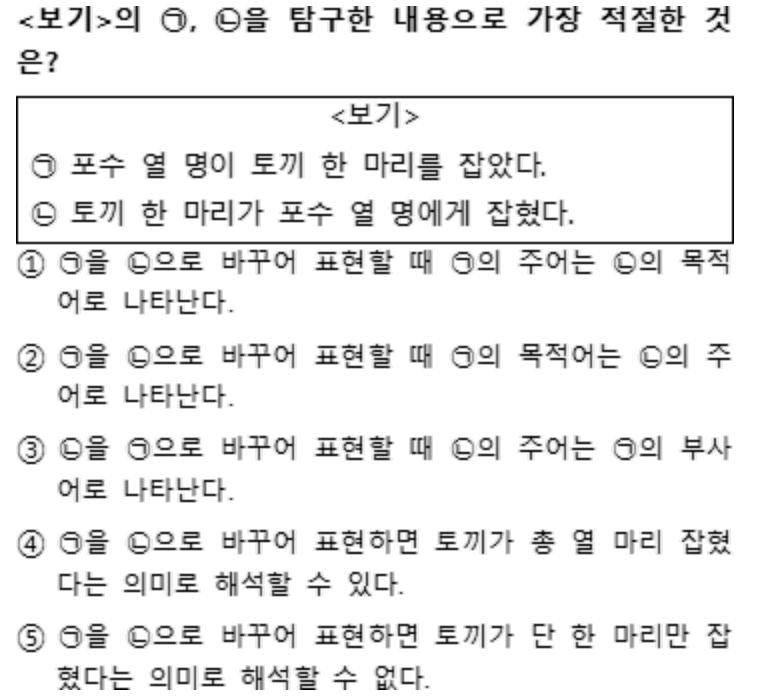 <보기>의 ㉠, ㉡을 탐구한 내용으로 가장 적절한 것
은?
<보기>
㉠ 포수 열 명이 토끼 한 마리를 잡았다.
㉡ 토끼 한 마리가 포수 열 명에게 잡혔다.
① ㉠을 ㉡으로 바꾸어 표현할 때 ㉠의 주어는 ㉡의 목적
어로 나타난다.
② ㉠을 ㉡으로 바꾸어 표현할 때 ㉠의 목적어는 ㉡의 주
어로 나타난다.
③ ㉡을 ㉠으로 바꾸어 표현할 때 ㉡의 주어는 ㉠의 부사
어로 나타난다.
④ ㉠을 ㉡으로 바꾸어 표현하면 토끼가 총 열 마리 잡혔
다는 의미로 해석할 수 있다.
⑤ ㉠을 ㉡으로 바꾸어 표현하면 토끼가 단 한 마리만 잡
혔다는 의미로 해석할 수 없다.